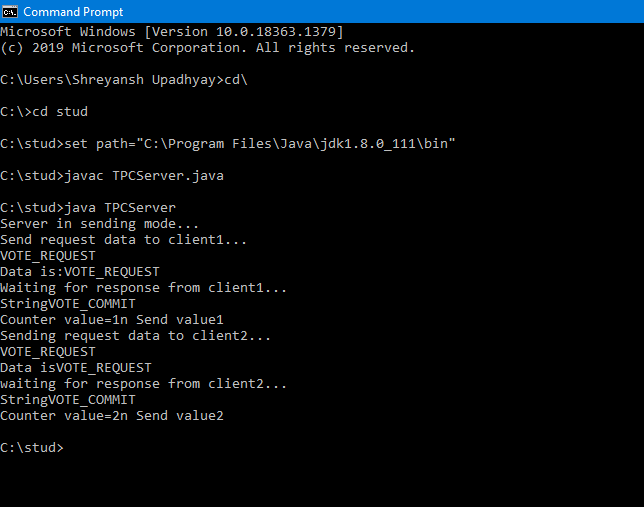 Command Prompt
Microsoft Windows [Version 10.0.18363.1379]
(c) 2019 Microsoft Corporation. All rights reserved.
C:\Users\Shreyansh Upadhyay>cd\
C:\>cd stud
C:\stud>set path="C:\Program Files\Java\jdk1.8.0_111\bin"
C:\stud>javac TPCServer.java
C:\stud>java TPCServer
Server in sending mode...
Send request data to client1...
VOTE_REQUEST
Data is:VOTE_REQUEST
Waiting for response from client1...
StringVOTE_COMMIT
Counter value=1n Send value1
Sending request data to client2...
VOTE_REQUEST
Data isVOTE_REQUEST
waiting for response from client2...
StringVOTE_COMMIT
Counter value=2n Send value2
C:\stud>